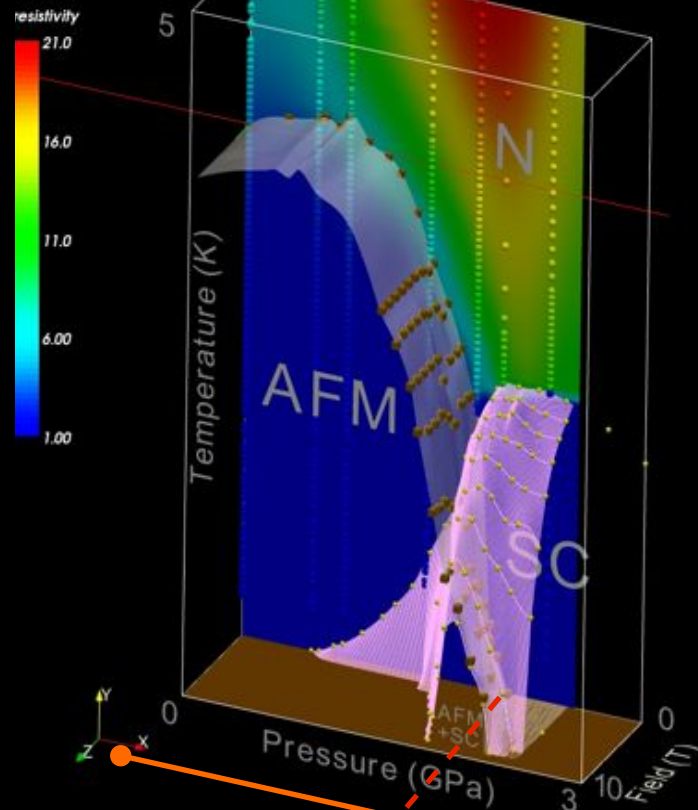 resistivity
21.0
16.0
11.0
6.00
1.00
5
Temperature (K)
N
AFM
SC
AFM
+SC
0
Pressure (GPa)
3
10
Field (T)
0
Y
X
Z